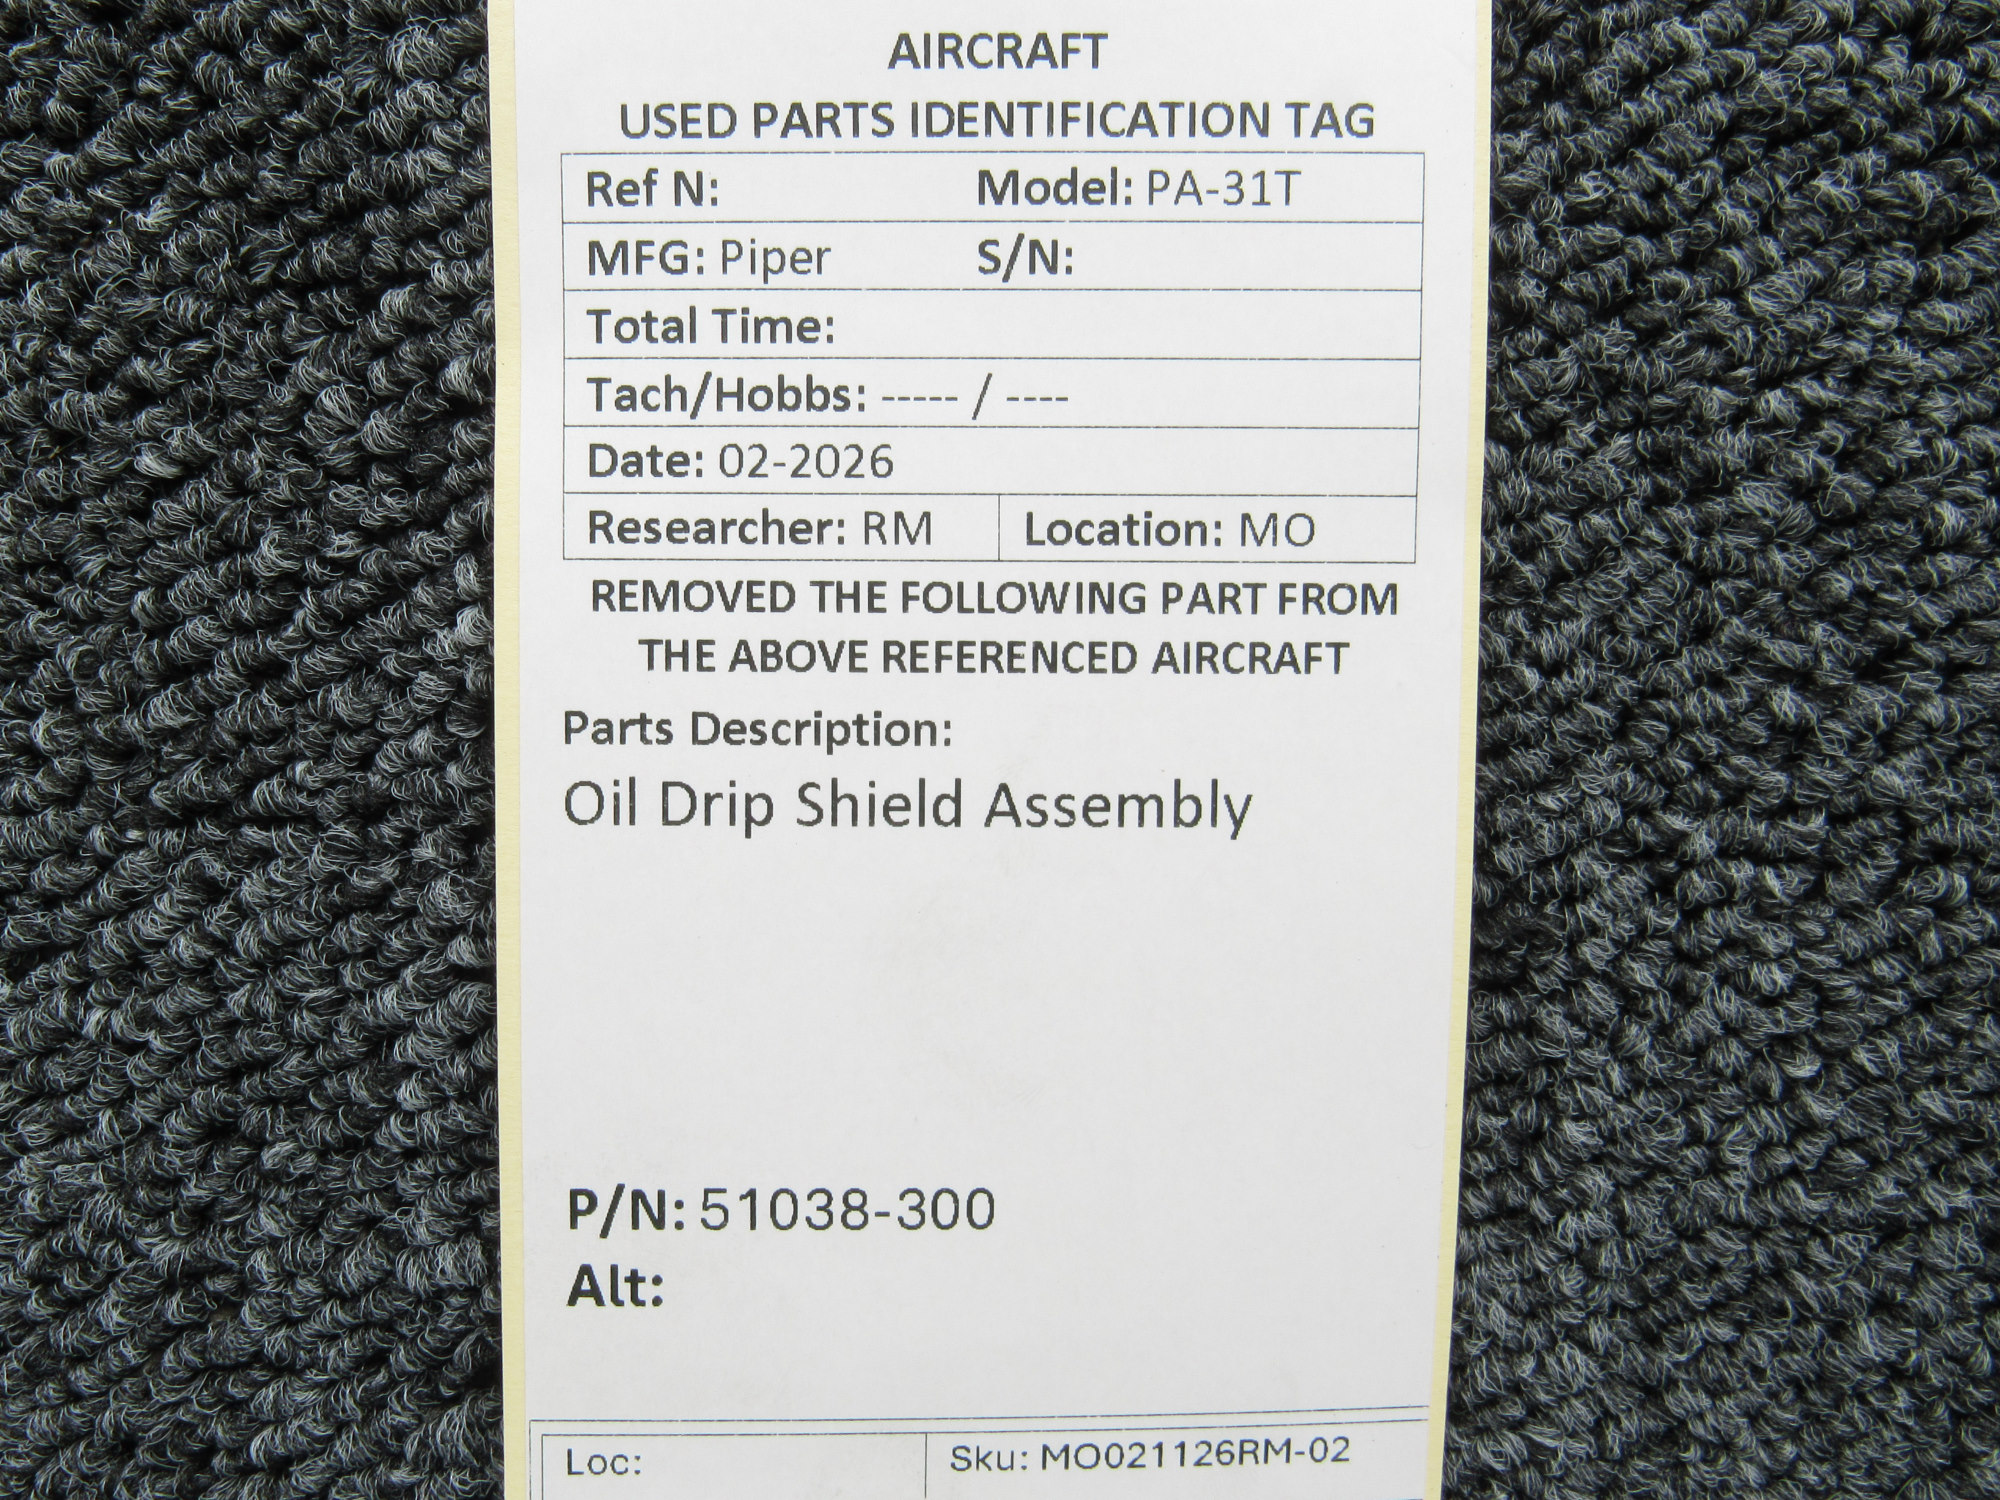 AIRCRAFT
USED PARTS IDENTIFICATION TAG
Ref N: Model: PA-31T
MFG: Piper S/N:
Total Time:
Tach/Hobbs: ----- / ----
Date: 02-2026
Researcher: RM Location: MO
REMOVED THE FOLLOWING PART FROM
THE ABOVE REFERENCED AIRCRAFT
Parts Description:
Oil Drip Shield Assembly
P/N: 51038-300
Alt:
Loc: Sku: MO021126RM-02